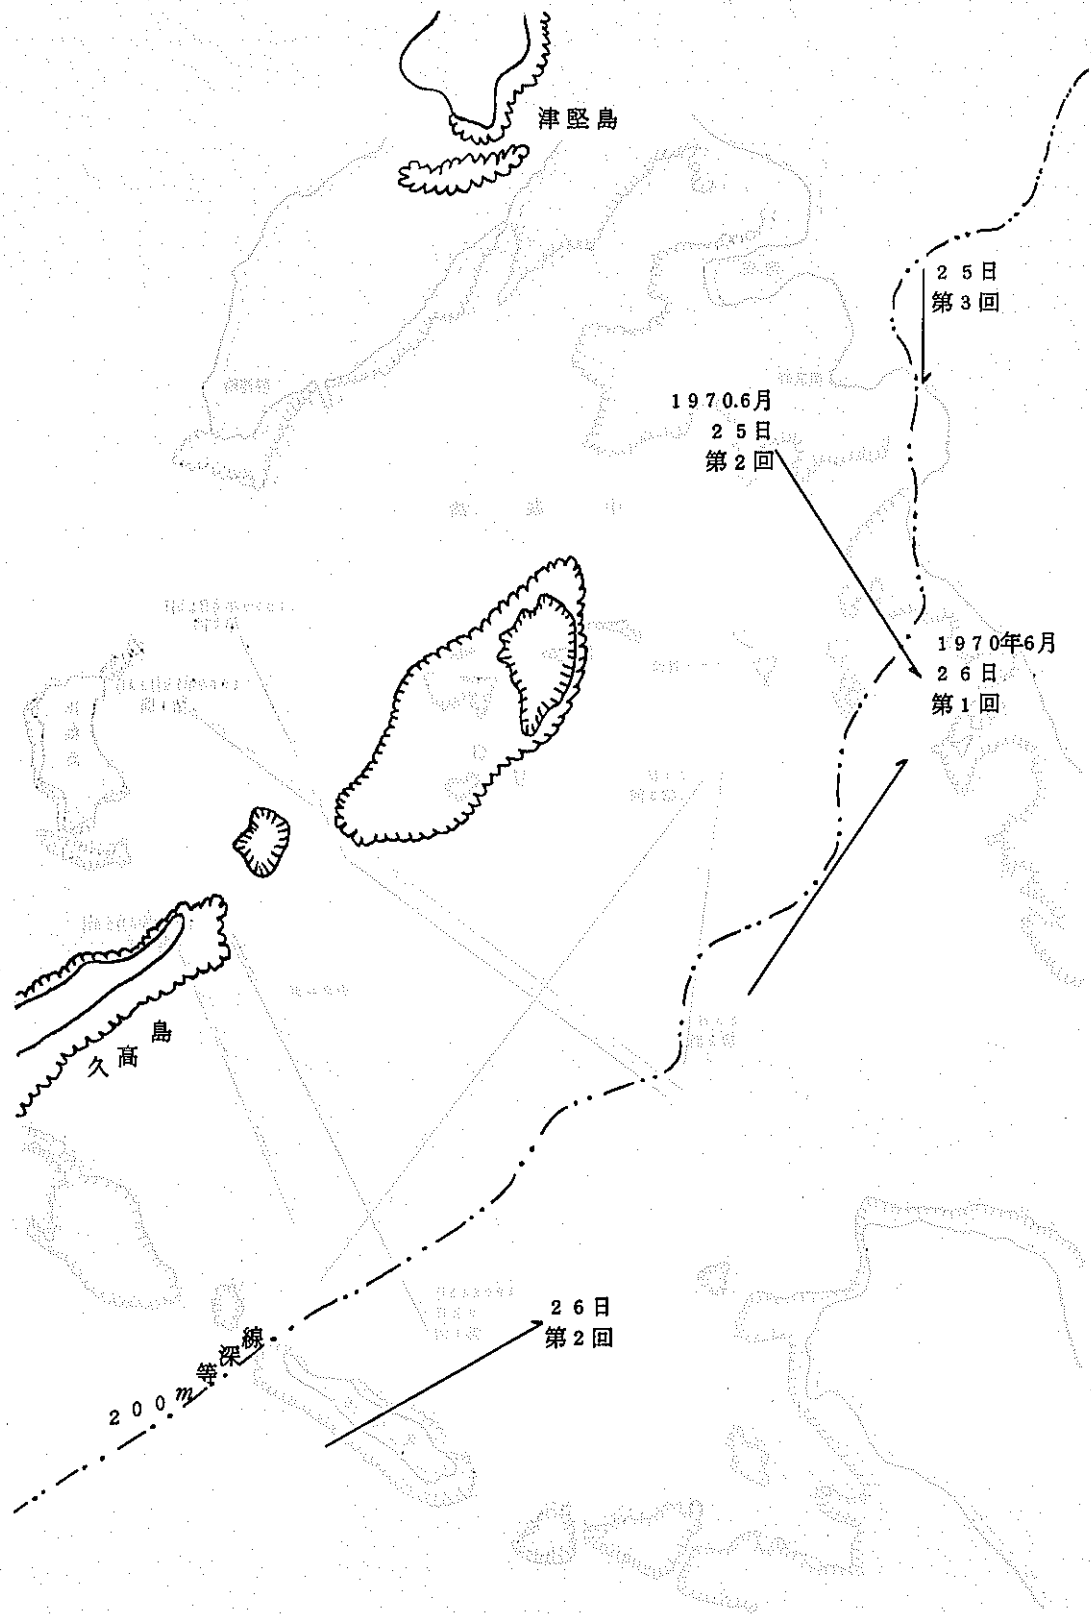 津堅島
25日
第3回
1970.6月
25日
第2回
1970年6月
26日
第1回
久高島
26日
第2回
200m等深線